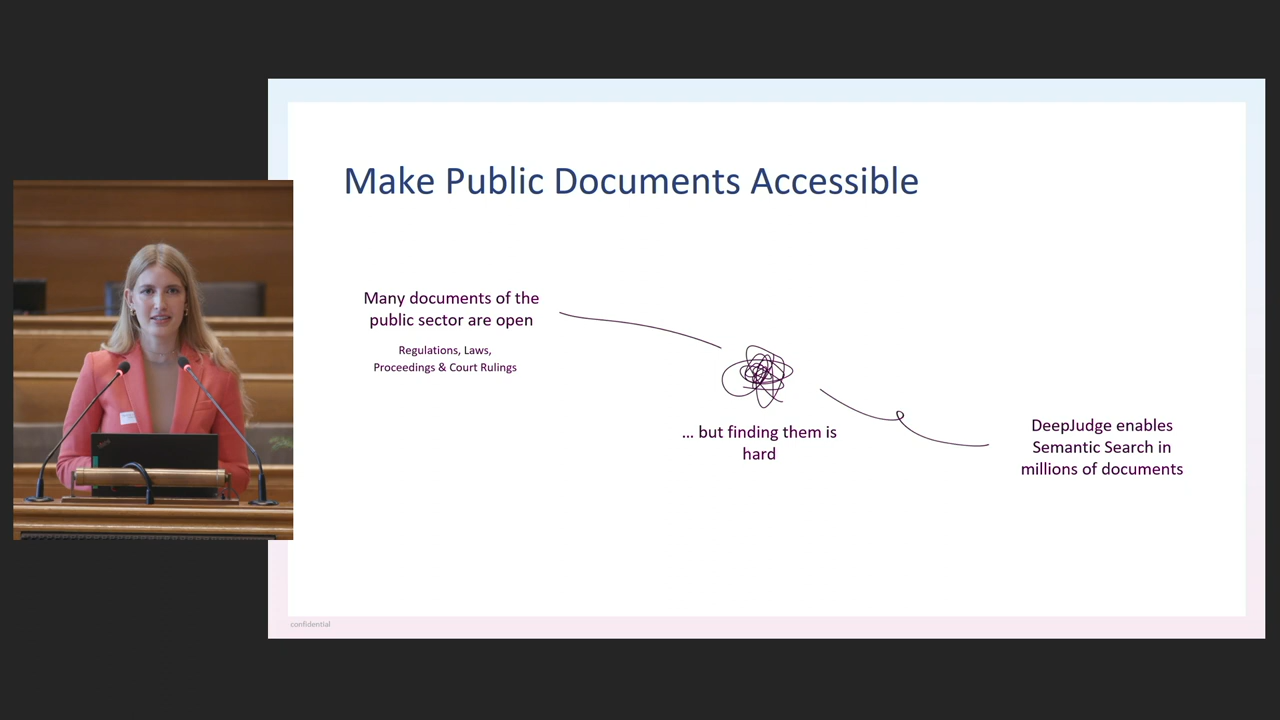 Make Public Documents Accessible
Many documents of the
public sector are open
Regulations, Laws,
Proceedings & Court Rulings
... but finding them is
hard
DeepJudge enables
Semantic Search in
millions of documents
confidential